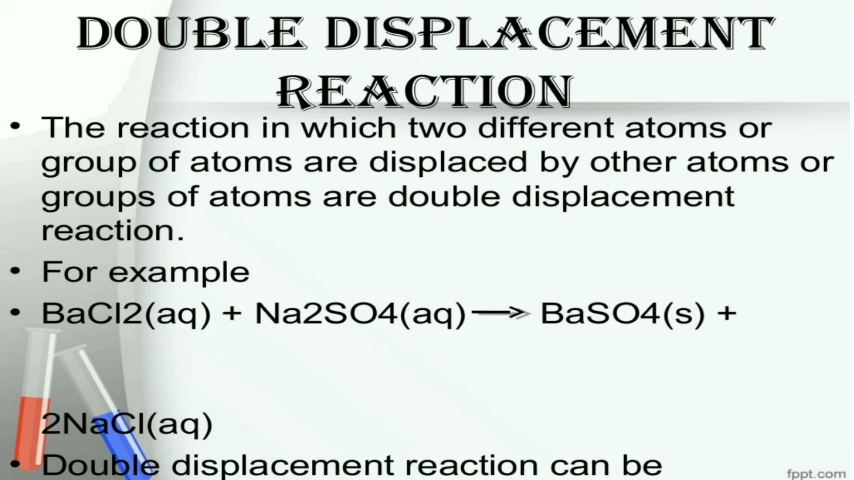 DOUBLE DISPLACEMENT
REACTION
• The reaction in which two different atoms or
group of atoms are displaced by other atoms or
groups of atoms are double displacement
reaction.
• For example
• BaCl2(aq) + Na2SO4(aq) —> BaSO4(s) +
2NaCl(aq)
• Double displacement reaction can be
fppt.com